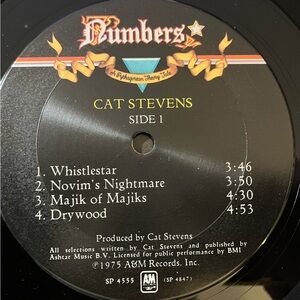 Numbers
A Pythagorean Theory Tale
CAT STEVENS
SIDE 1
1. Whistlestar 3:46
2. Novim's Nightmare 3:50
3. Majik of Majiks 4:30
4. Drywood 4:53
Produced by Cat Stevens
All selections written by Cat Stevens and published by
Ashtar Music B.V. Licensed for public performance by BMI
℗1975 A&M Records, Inc.
SP 4555 A&M (SP 4847)
RECORDS